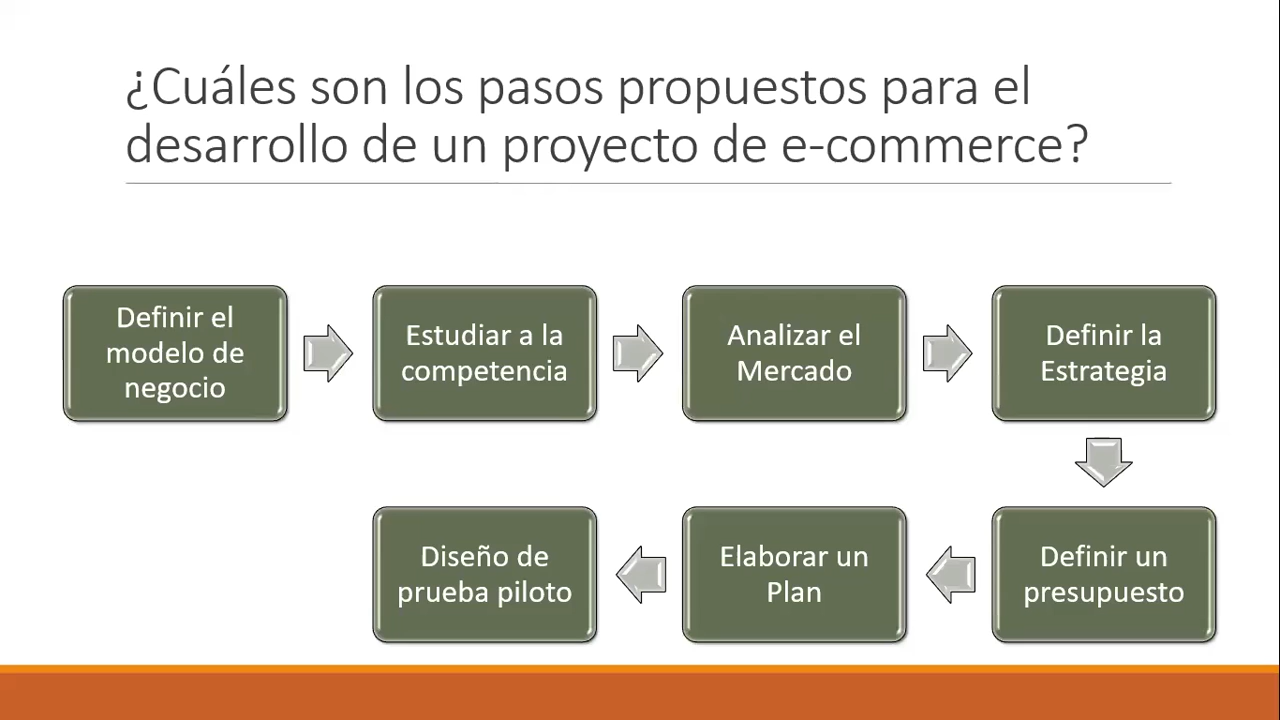 ¿Cuáles son los pasos propuestos para el
desarrollo de un proyecto de e-commerce?
Definir el
modelo de
negocio
Estudiar a la
competencia
Analizar el
Mercado
Definir la
Estrategia
Definir un
presupuesto
Elaborar un
Plan
Diseño de
prueba piloto